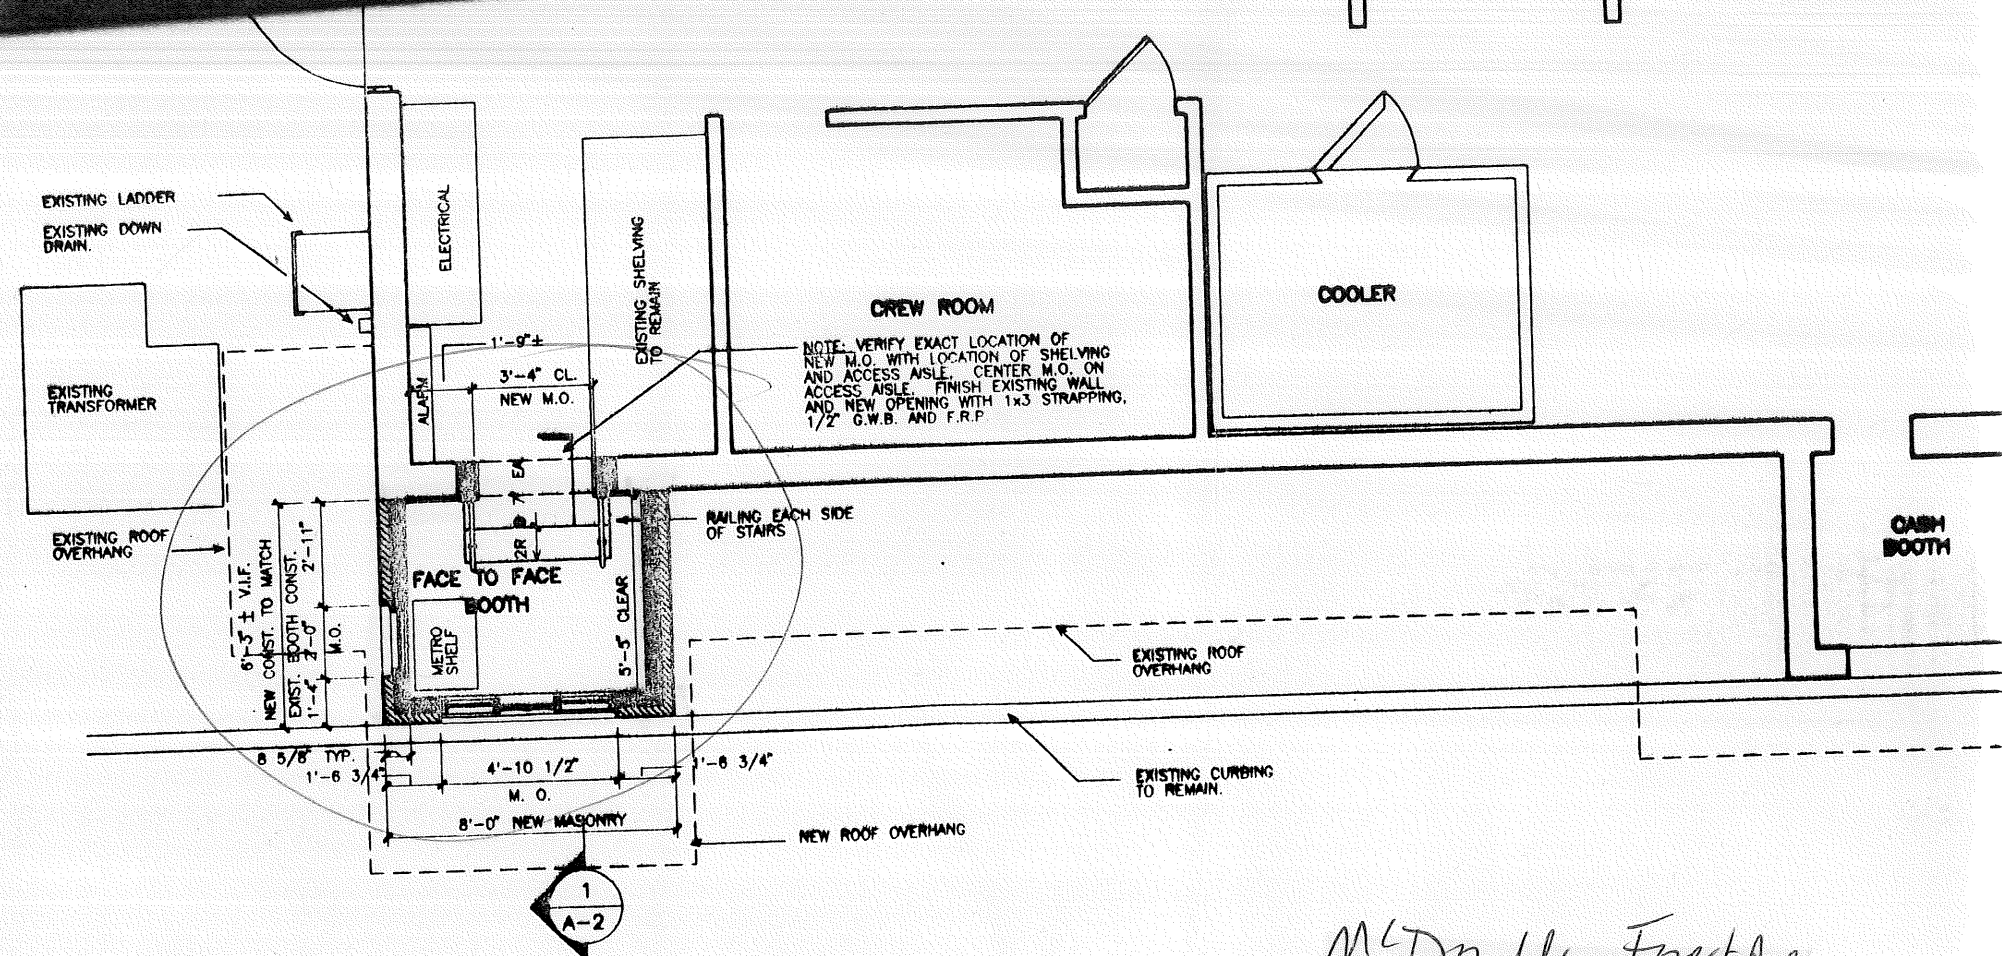 EXISTING LADDER
EXISTING DOWN
DRAIN.
ELECTRICAL
EXISTING SHELVING
TO REMAIN
CREW ROOM
NOTE: VERIFY EXACT LOCATION OF
NEW M.O. WITH LOCATION OF SHELVING
AND ACCESS AISLE. CENTER M.O. ON
ACCESS AISLE. FINISH EXISTING WALL
AND NEW OPENING WITH 1x3 STRAPPING,
1/2" G.W.B. AND F.R.P
COOLER
EXISTING
TRANSFORMER
1'-9"±
3'-4" CL.
NEW M.O.
ALARM
2R @ 7 EA
RAILING EACH SIDE
OF STAIRS
CASH
BOOTH
EXISTING ROOF
OVERHANG
6'-3" ± V.I.F.
NEW CONST. TO MATCH
EXIST. BOOTH CONST.
2'-11"
2'-0"
M.O.
1'-4"
FACE TO FACE
BOOTH
METRO
SHELF
5'-5" CLEAR
EXISTING ROOF
OVERHANG
8 5/8" TYP.
1'-6 3/4"
4'-10 1/2"
M. O.
1'-6 3/4"
8'-0" NEW MASONRY
EXISTING CURBING
TO REMAIN.
NEW ROOF OVERHANG
1
A-2